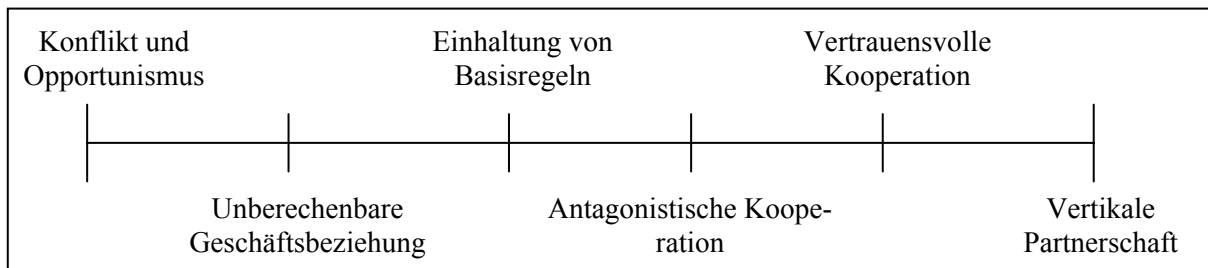 Konflikt und
Opportunismus
Einhaltung von
Basisregeln
Vertrauensvolle
Kooperation
Unberechenbare
Geschäftsbeziehung
Antagonistische Koope-
ration
Vertikale
Partnerschaft